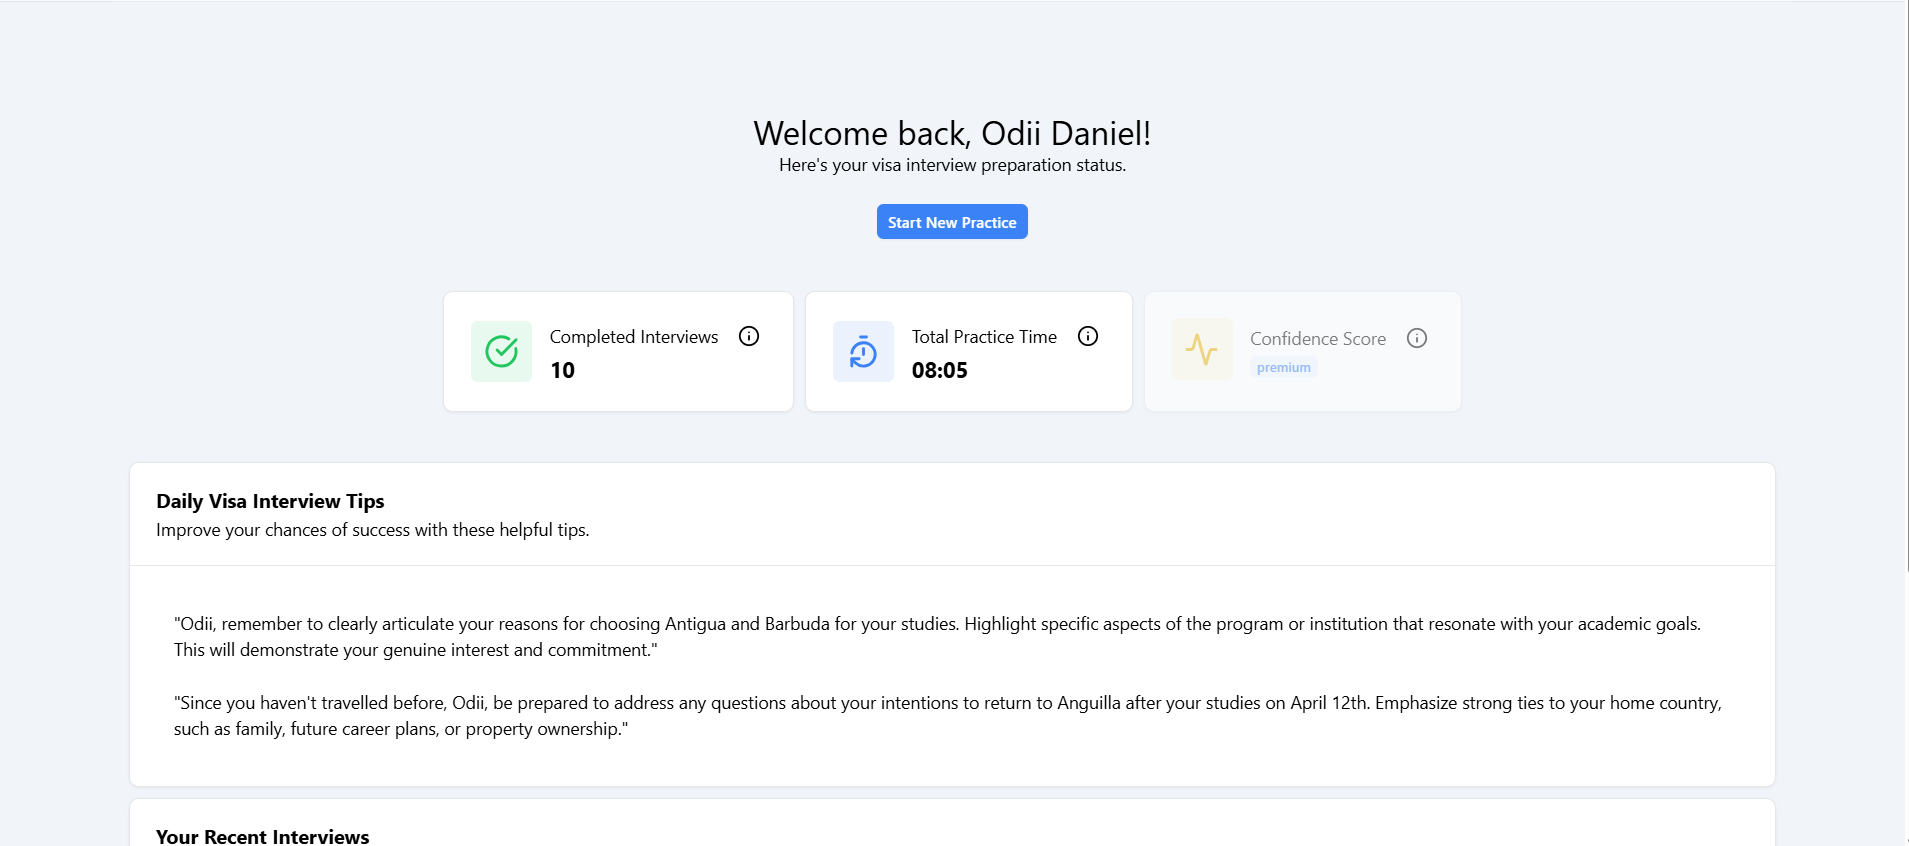 Welcome back, Odii Daniel!
Here's your visa interview preparation status.
Start New Practice
Completed Interviews
10
Total Practice Time
08:05
Confidence Score
premium
Daily Visa Interview Tips
Improve your chances of success with these helpful tips.
"Odii, remember to clearly articulate your reasons for choosing Antigua and Barbuda for your studies. Highlight specific aspects of the program or institution that resonate with your academic goals.
This will demonstrate your genuine interest and commitment."
"Since you haven't travelled before, Odii, be prepared to address any questions about your intentions to return to Anguilla after your studies on April 12th. Emphasize strong ties to your home country,
such as family, future career plans, or property ownership."
Your Recent Interviews